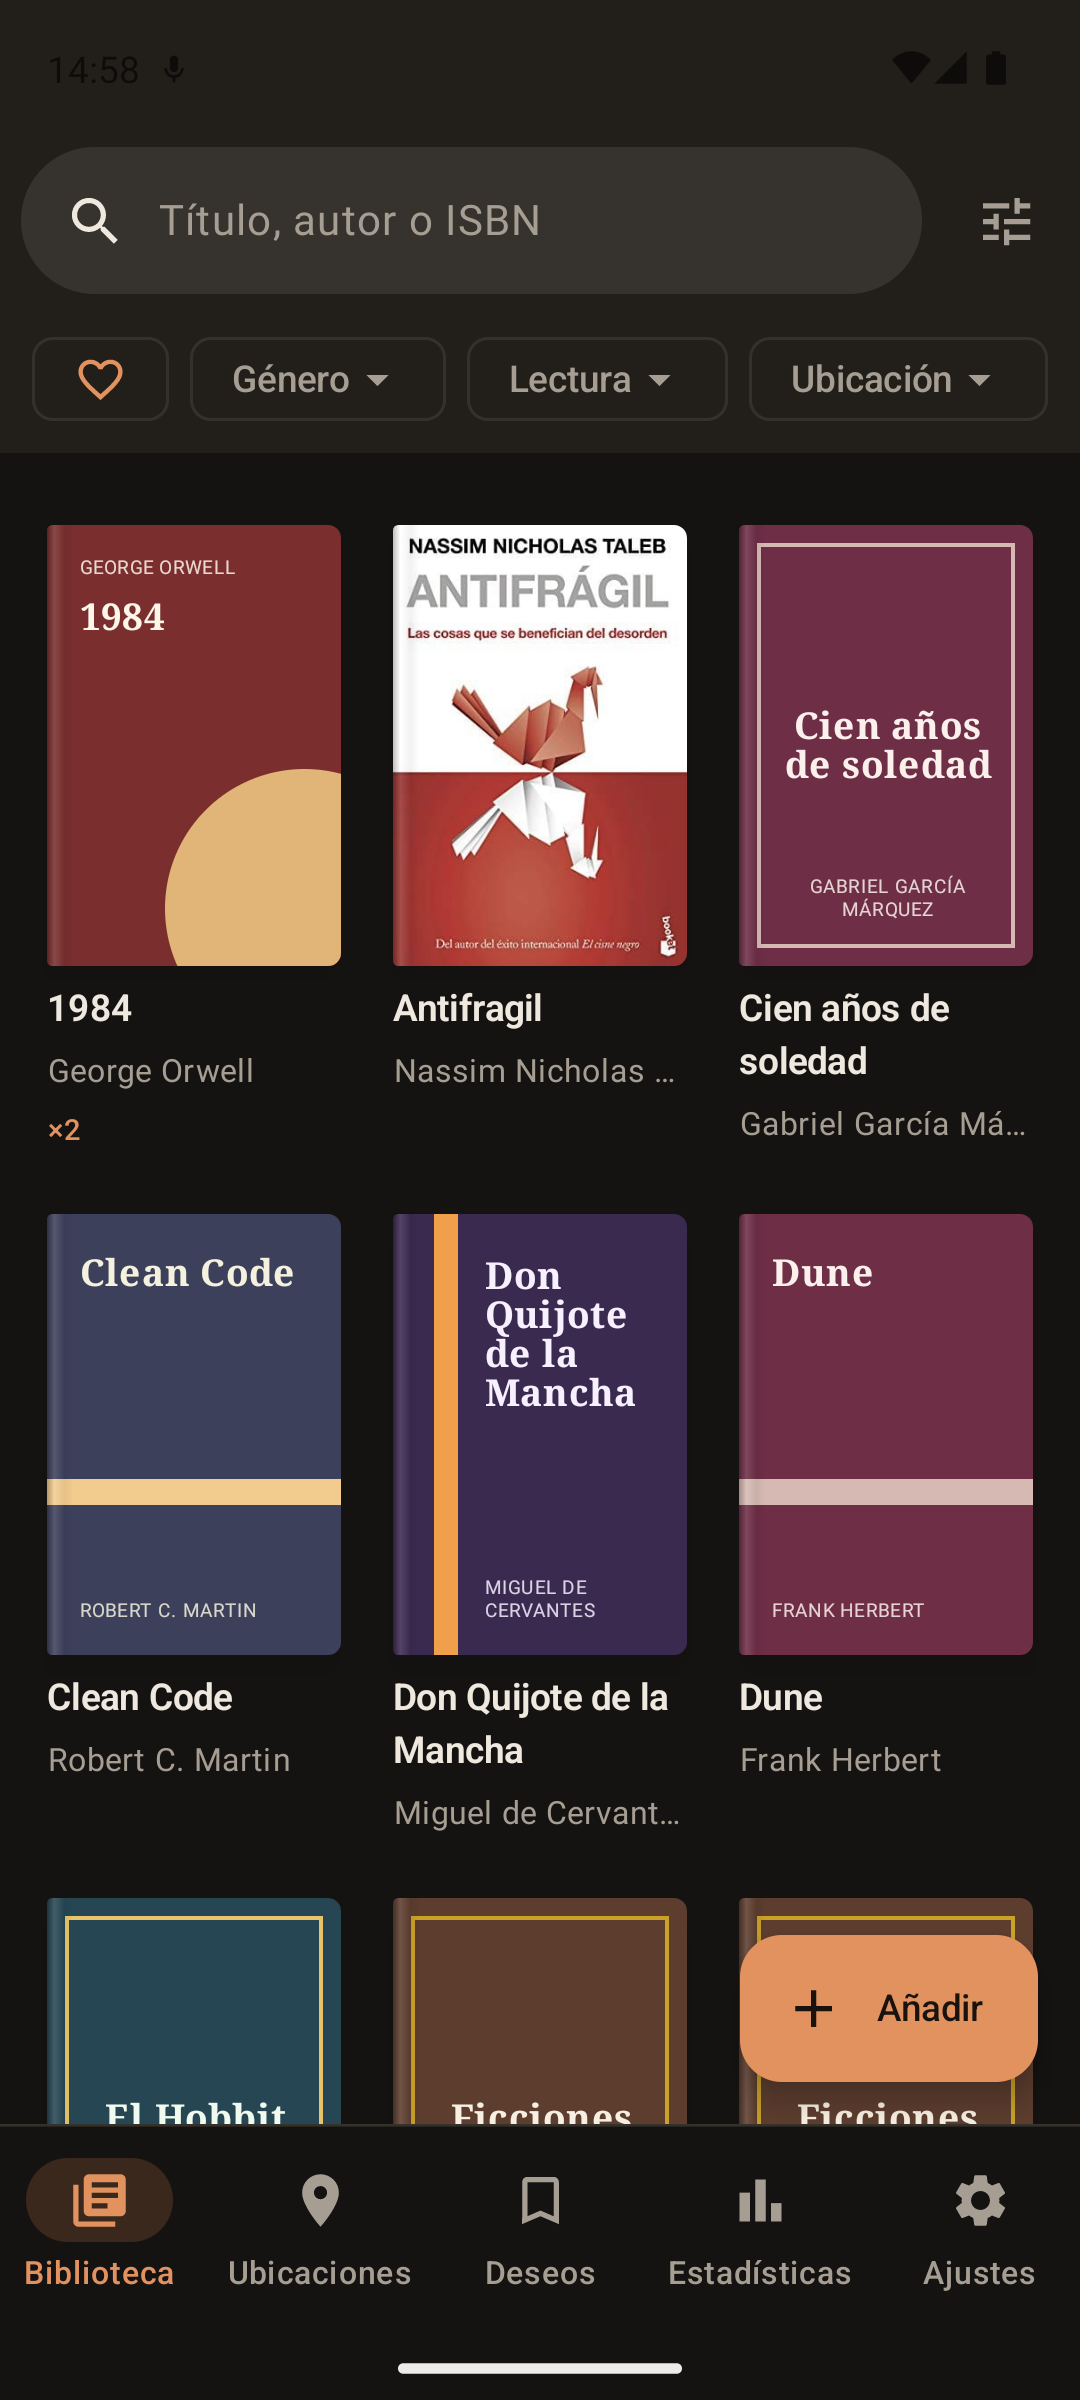 14:58
Título, autor o ISBN
Género
Lectura
Ubicación
GEORGE ORWELL
1984
NASSIM NICHOLAS TALEB
ANTIFRÁGIL
Las cosas que se benefician del desorden
Del autor del éxito internacional El cisne negro
booket
Cien años
de soledad
GABRIEL GARCÍA
MÁRQUEZ
1984
George Orwell
×2
Antifragil
Nassim Nicholas ...
Cien años de
soledad
Gabriel García Má...
Clean Code
ROBERT C. MARTIN
Don
Quijote
de la
Mancha
MIGUEL DE
CERVANTES
Dune
FRANK HERBERT
Clean Code
Robert C. Martin
Don Quijote de la
Mancha
Miguel de Cervant...
Dune
Frank Herbert
El Hobbit
Ficciones
Ficciones
Añadir
Biblioteca
Ubicaciones
Deseos
Estadísticas
Ajustes